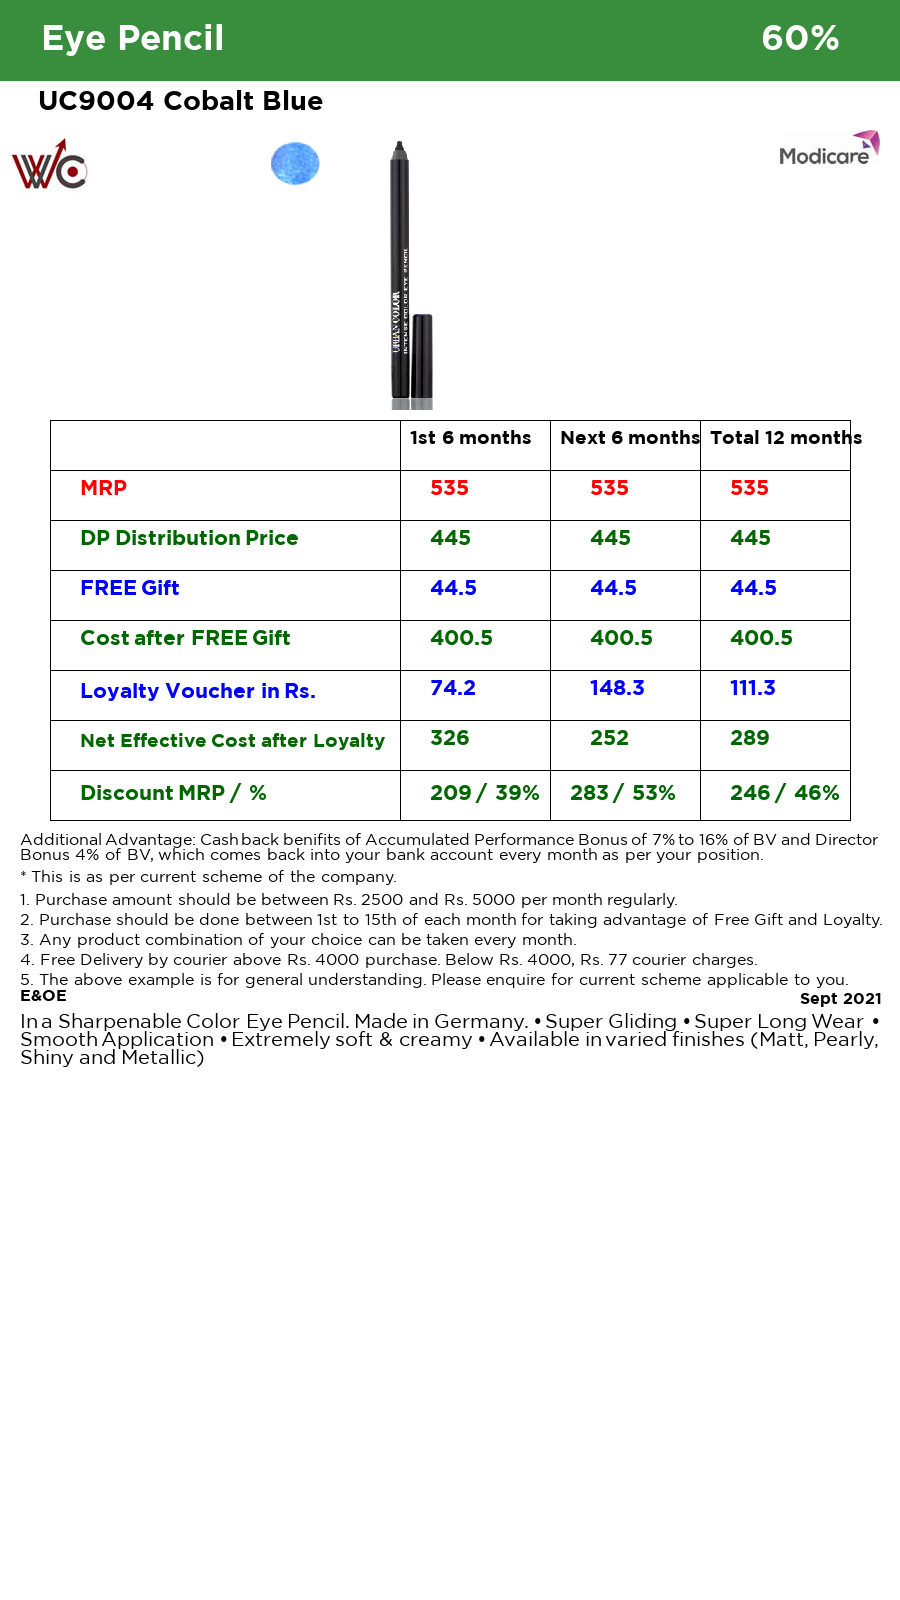 Eye Pencil 60%
UC9004 Cobalt Blue
WC
Modicare
URBAN COLOR
INTENSE COLOR EYE PENCIL
1st 6 months Next 6 months Total 12 months
MRP 535 535 535
DP Distribution Price 445 445 445
FREE Gift 44.5 44.5 44.5
Cost after FREE Gift 400.5 400.5 400.5
Loyalty Voucher in Rs. 74.2 148.3 111.3
Net Effective Cost after Loyalty 326 252 289
Discount MRP / % 209 / 39% 283 / 53% 246 / 46%
Additional Advantage: Cashback benifits of Accumulated Performance Bonus of 7% to 16% of BV and Director
Bonus 4% of BV, which comes back into your bank account every month as per your position.
* This is as per current scheme of the company.
1. Purchase amount should be between Rs. 2500 and Rs. 5000 per month regularly.
2. Purchase should be done between 1st to 15th of each month for taking advantage of Free Gift and Loyalty.
3. Any product combination of your choice can be taken every month.
4. Free Delivery by courier above Rs. 4000 purchase. Below Rs. 4000, Rs. 77 courier charges.
5. The above example is for general understanding. Please enquire for current scheme applicable to you.
E&OE
Sept 2021
In a Sharpenable Color Eye Pencil. Made in Germany. • Super Gliding • Super Long Wear •
Smooth Application • Extremely soft & creamy • Available in varied finishes (Matt, Pearly,
Shiny and Metallic)